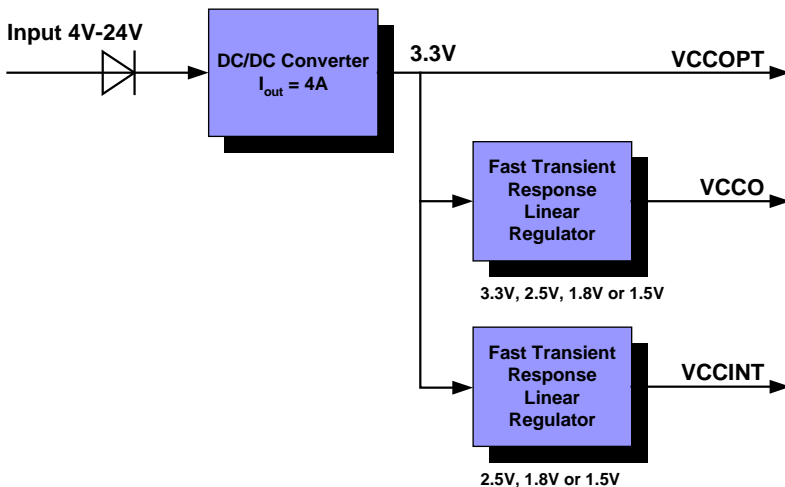 Input 4V-24V
DC/DC Converter
Iout = 4A
3.3V
VCCOPT
Fast Transient
Response
Linear
Regulator
VCCO
3.3V, 2.5V, 1.8V or 1.5V
Fast Transient
Response
Linear
Regulator
VCCINT
2.5V, 1.8V or 1.5V